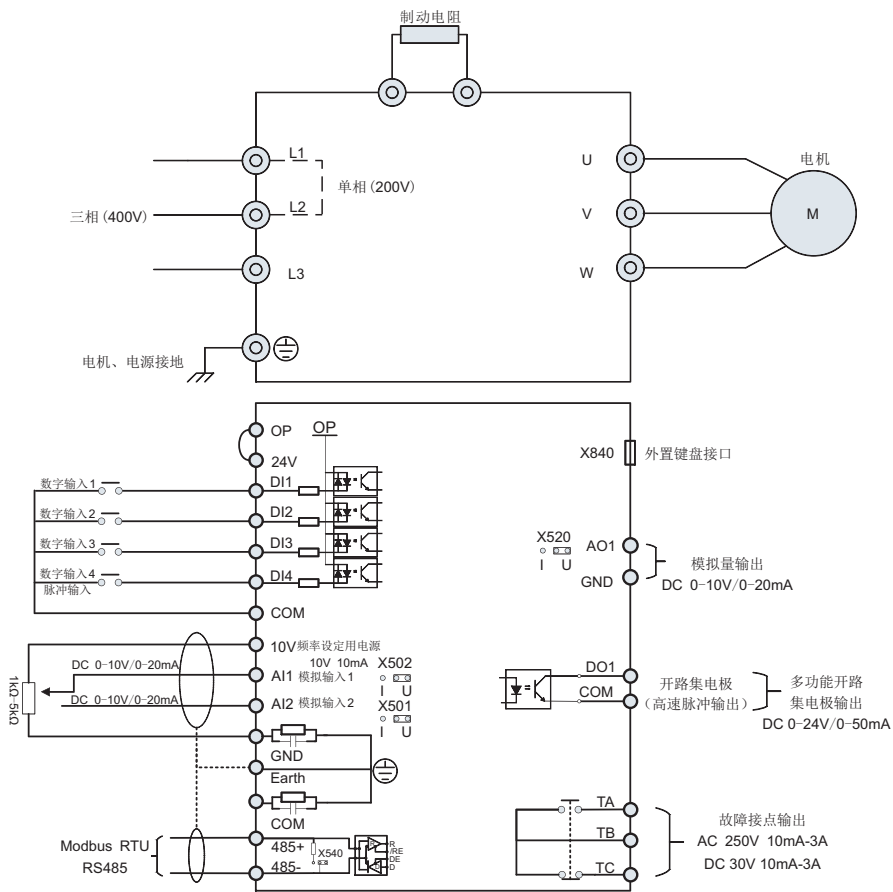 制动电阻
L1
单相(200V)
L2
三相(400V)
L3
U
V
W
电机
M
电机、电源接地
OP
OP
24V
数字输入1
DI1
数字输入2
DI2
数字输入3
DI3
数字输入4
脉冲输入
DI4
COM
X840
外置键盘接口
X520
I U
AO1
GND
模拟量输出
DC 0-10V/0-20mA
10V频率设定用电源
10V 10mA
DC 0-10V/0-20mA
AI1 模拟输入1
X502
I U
1kΩ-5kΩ
DC 0-10V/0-20mA
AI2 模拟输入2
X501
I U
GND
Earth
COM
DO1
COM
开路集电极
(高速脉冲输出)
多功能开路
集电极输出
DC 0-24V/0-50mA
Modbus RTU
RS485
485+
X540
485-
R
/RE
DE
D
TA
TB
TC
故障接点输出
AC 250V 10mA-3A
DC 30V 10mA-3A